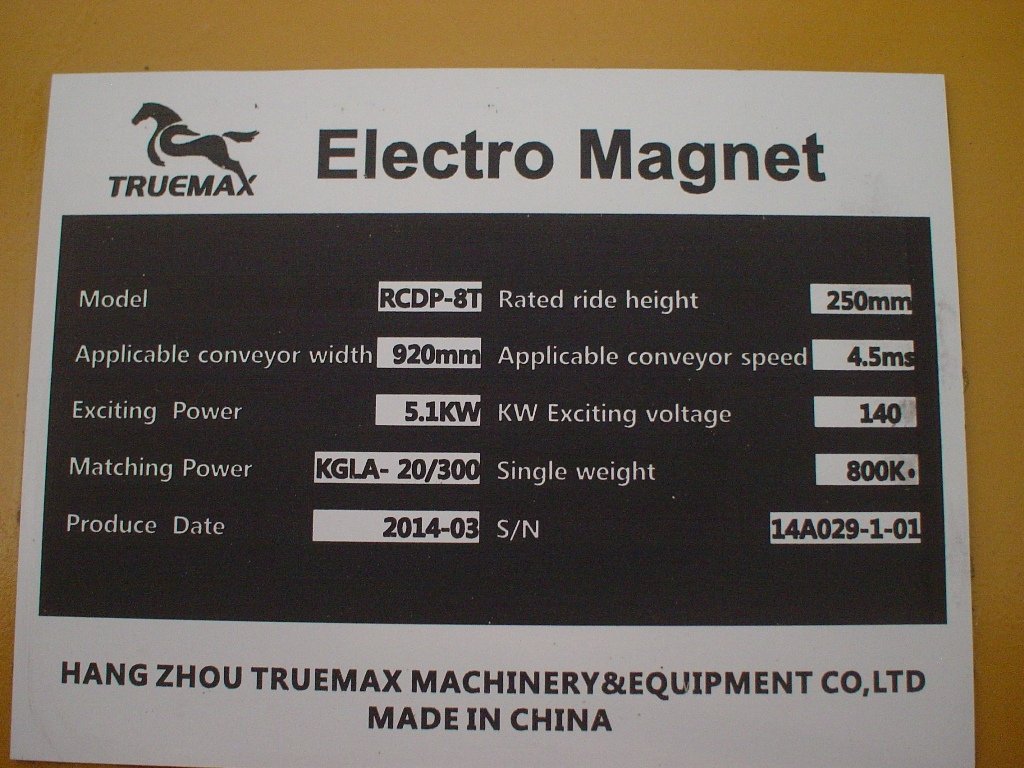 TRUEMAX
Electro Magnet
Model RCDP-8T Rated ride height 250mm
Applicable conveyor width 920mm Applicable conveyor speed 4.5ms
Exciting Power 5.1KW KW Exciting voltage 140
Matching Power KGLA- 20/300 Single weight 800K
Produce Date 2014-03 S/N 14A029-1-01
HANG ZHOU TRUEMAX MACHINERY&EQUIPMENT CO,LTD
MADE IN CHINA